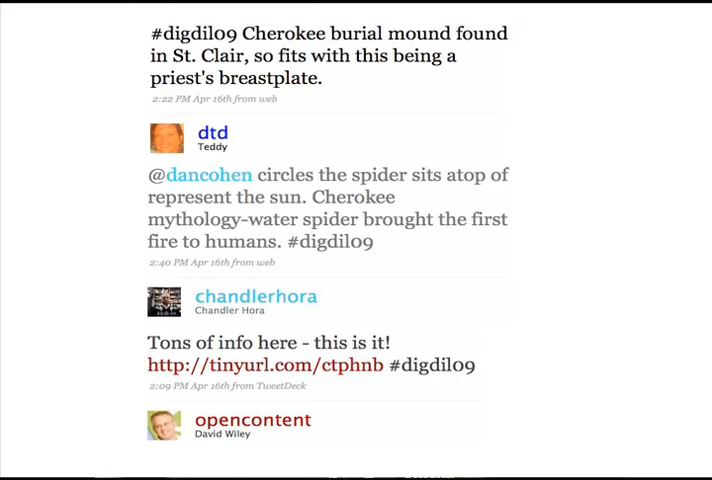 #digdil09 Cherokee burial mound found
in St. Clair, so fits with this being a
priest's breastplate.
2:22 PM Apr 16th from web
dtd
Teddy
@dancohen circles the spider sits atop of
represent the sun. Cherokee
mythology-water spider brought the first
fire to humans. #digdil09
2:40 PM Apr 16th from web
chandlerhora
Chandler Hora
Tons of info here - this is it!
http://tinyurl.com/ctphnb #digdil09
2:09 PM Apr 16th from TweetDeck
opencontent
David Wiley